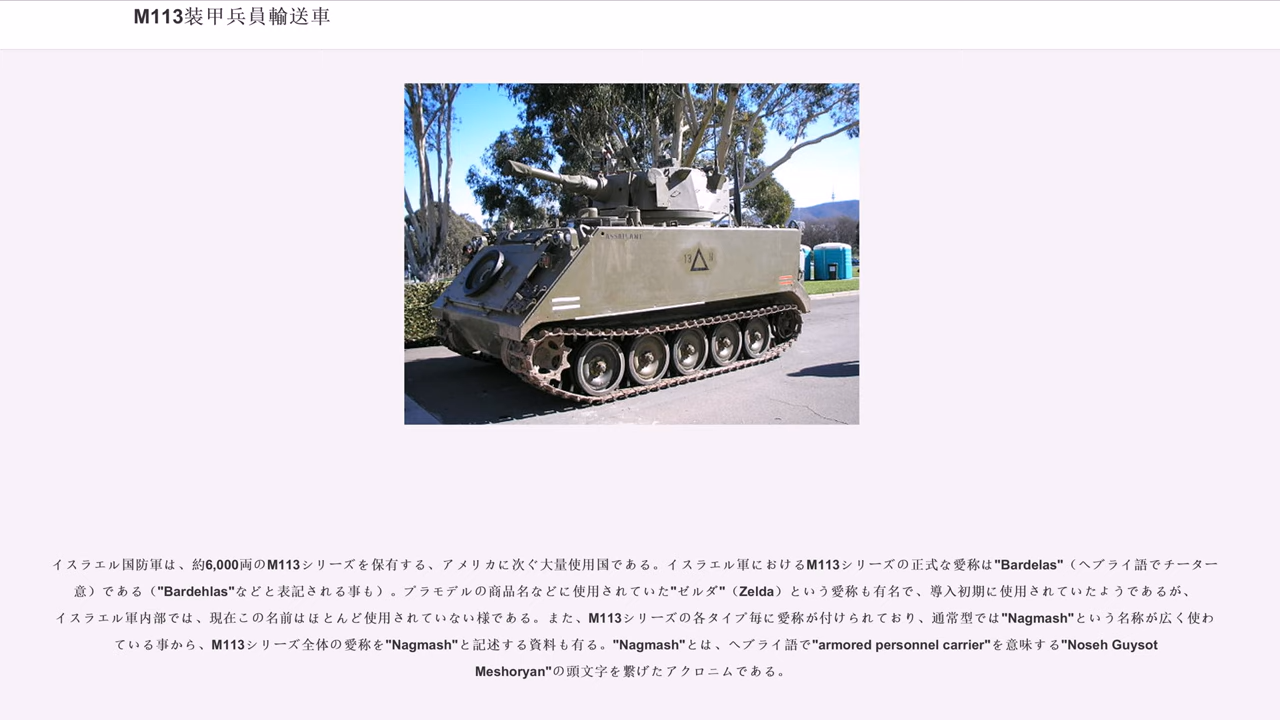 M113装甲兵員輸送車
ASSAILANT
13
イスラエル国防軍は、約6,000両のM113シリーズを保有する、アメリカに次ぐ大量使用国である。イスラエル軍におけるM113シリーズの正式な愛称は"Bardelas"（ヘブライ語でチーター
意）である（"Bardehlas"などと表記される事も）。プラモデルの商品名などに使用されていた"ゼルダ"（Zelda）という愛称も有名で、導入初期に使用されていたようであるが、
イスラエル軍内部では、現在この名前はほとんど使用されていない様である。また、M113シリーズの各タイプ毎に愛称が付けられており、通常型では"Nagmash"という名称が広く使わ
ている事から、M113シリーズ全体の愛称を"Nagmash"と記述する資料も有る。"Nagmash"とは、ヘブライ語で"armored personnel carrier"を意味する"Noseh Guysot
Meshoryan"の頭文字を繋げたアクロニムである。